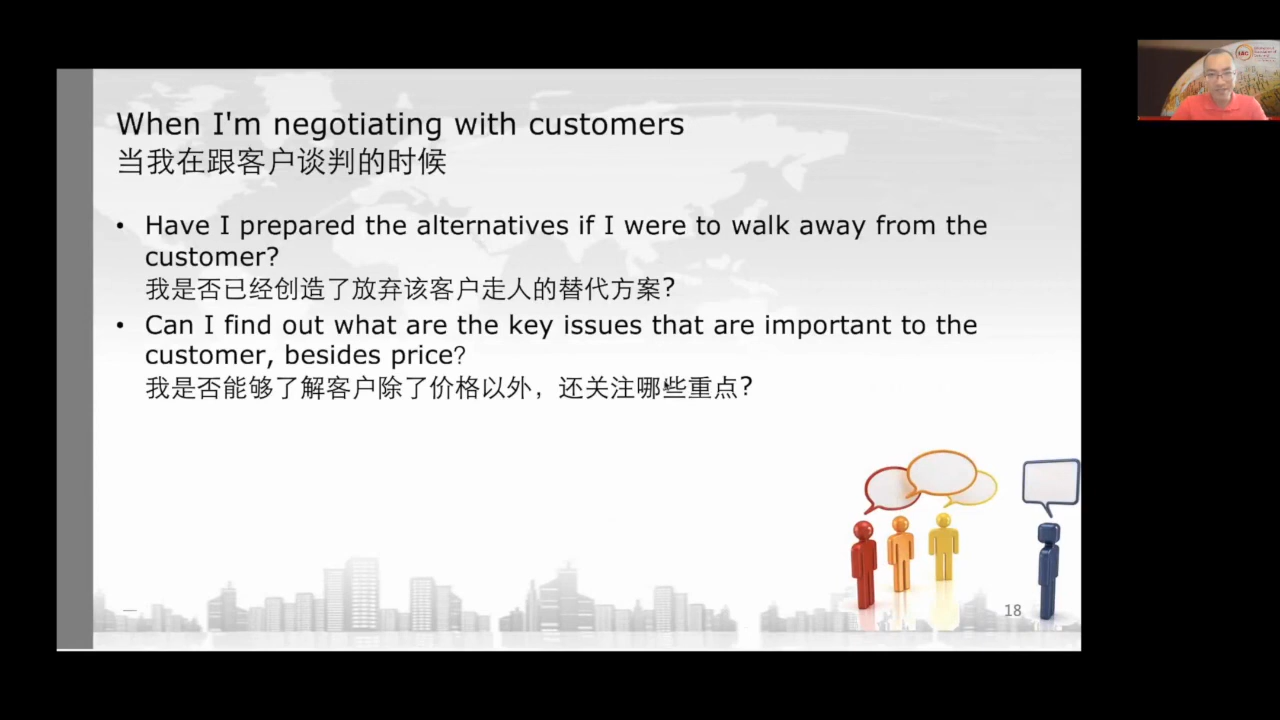 When I'm negotiating with customers
当我在跟客户谈判的时候
• Have I prepared the alternatives if I were to walk away from the
customer?
我是否已经创造了放弃该客户走人的替代方案?
• Can I find out what are the key issues that are important to the
customer, besides price?
我是否能够了解客户除了价格以外，还关注哪些重点?
18